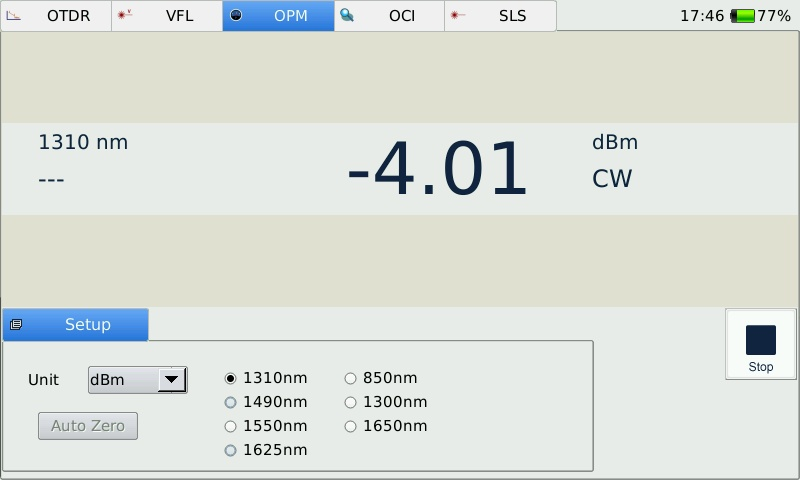 OTDR VFL OPM OCI SLS 17:46 77%
1310 nm -4.01 dBm
--- CW
Setup
Stop
Unit dBm 1310nm 850nm
1490nm 1300nm
Auto Zero 1550nm 1650nm
1625nm